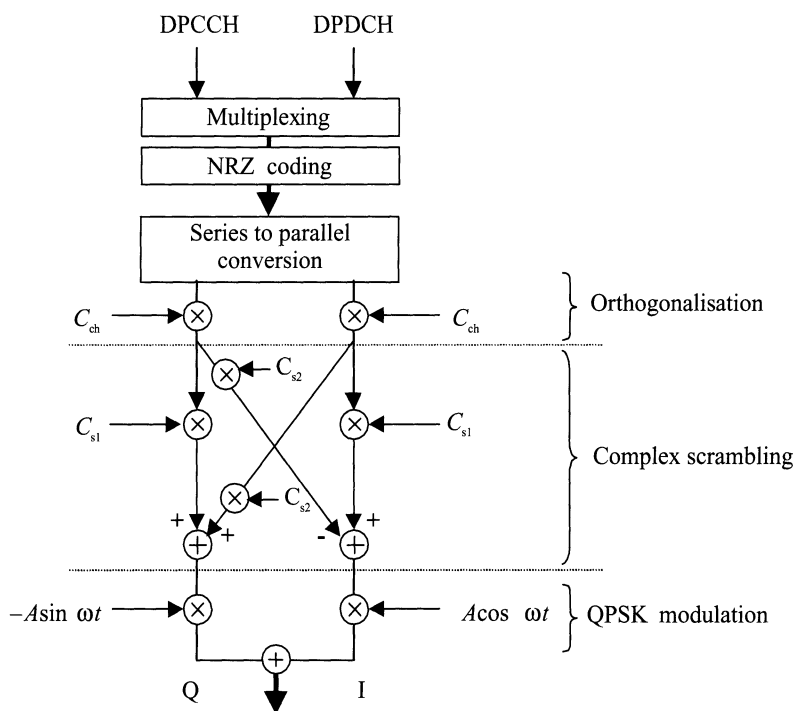 DPCCH DPDCH
Multiplexing
NRZ coding
Series to parallel
conversion
Orthogonalisation
C_ch C_ch
C_s2
C_s1 C_s1
Complex scrambling
C_s2
+ + - +
−Asin ωt Acos ωt QPSK modulation
Q I